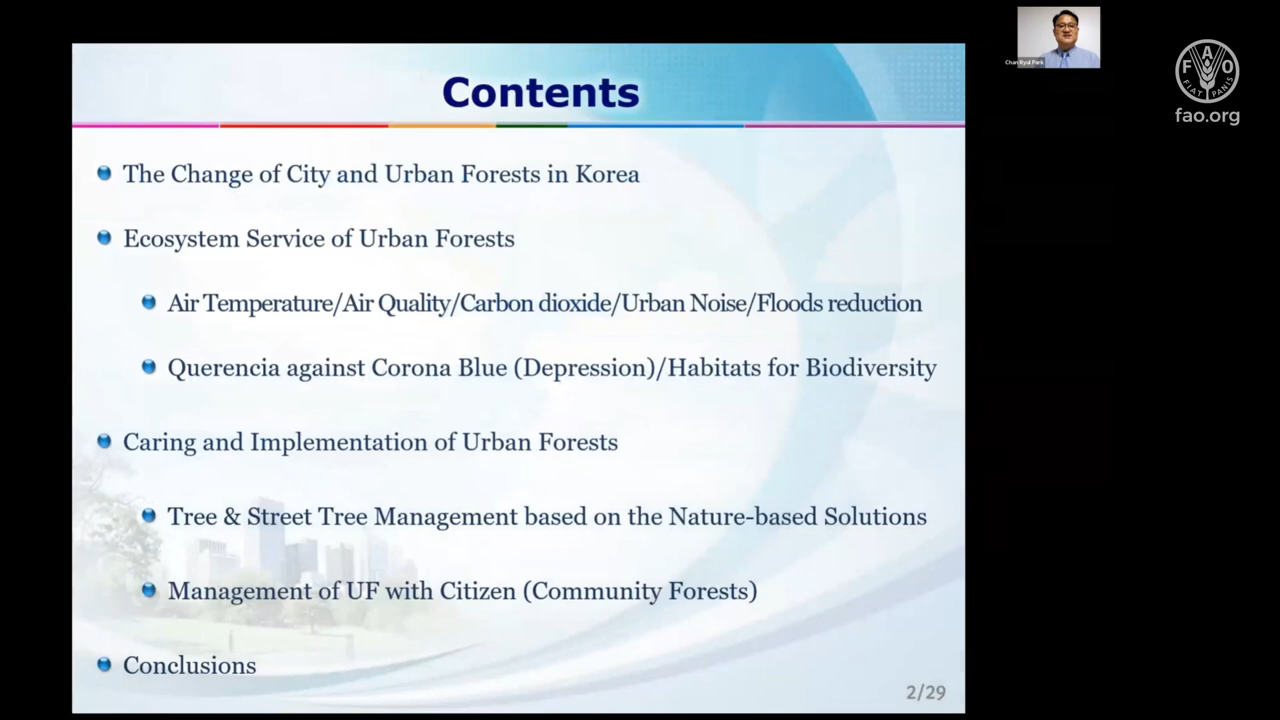 Contents
The Change of City and Urban Forests in Korea
Ecosystem Service of Urban Forests
Air Temperature/Air Quality/Carbon dioxide/Urban Noise/Floods reduction
Querencia against Corona Blue (Depression)/Habitats for Biodiversity
Caring and Implementation of Urban Forests
Tree & Street Tree Management based on the Nature-based Solutions
Management of UF with Citizen (Community Forests)
Conclusions
2/29
Chan Ryul Park
F A O
FIAT PANIS
fao.org